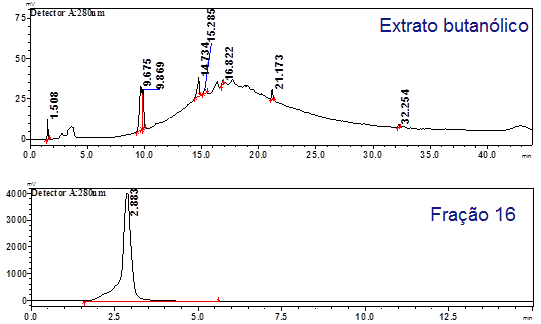 mV
Detector A:280nm
Extrato butanólico
75
50
25
0
1.508
9.675
9.869
14.734
15.285
16.822
21.173
32.254
0.0 5.0 10.0 15.0 20.0 25.0 30.0 35.0 40.0 min
mV
Detector A:280nm
Fração 16
4000
3000
2000
1000
0
2.883
0.0 2.5 5.0 7.5 10.0 12.5 min